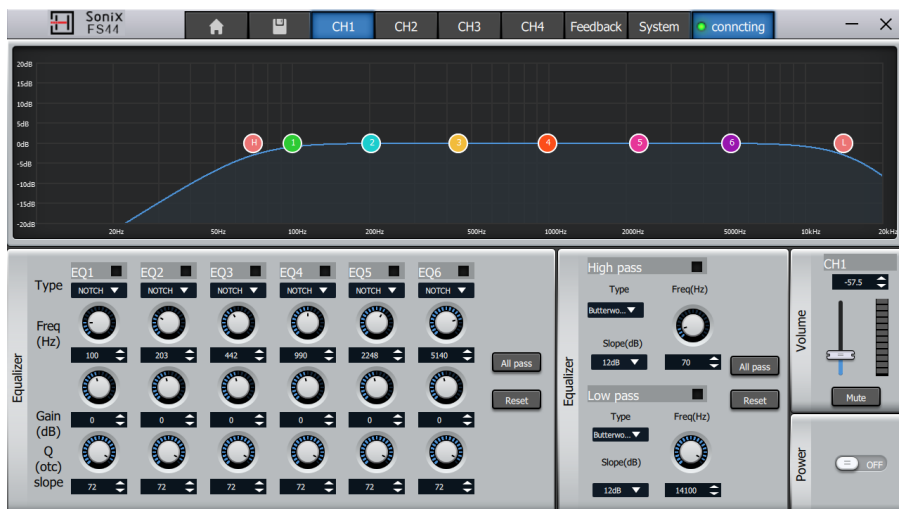 SoniX
FS44
CH1
CH2
CH3
CH4
Feedback
System
conncting
20dB
15dB
10dB
5dB
0dB
-5dB
-10dB
-15dB
-20dB
H
1
2
3
4
5
6
L
20Hz
50Hz
100Hz
200Hz
500Hz
1000Hz
2000Hz
5000Hz
10kHz
20kHz
Equalizer
EQ1
EQ2
EQ3
EQ4
EQ5
EQ6
Type
NOTCH
NOTCH
NOTCH
NOTCH
NOTCH
NOTCH
Freq
(Hz)
100
203
442
990
2248
5140
Gain
(dB)
0
0
0
0
0
0
Q
(otc)
slope
72
72
72
72
72
72
All pass
Reset
Equalizer
High pass
Type
Freq(Hz)
Butterwo...
Slope(dB)
12dB
70
All pass
Low pass
Reset
Type
Freq(Hz)
Butterwo...
Slope(dB)
12dB
14100
Volume
CH1
-57.5
Mute
Power
OFF